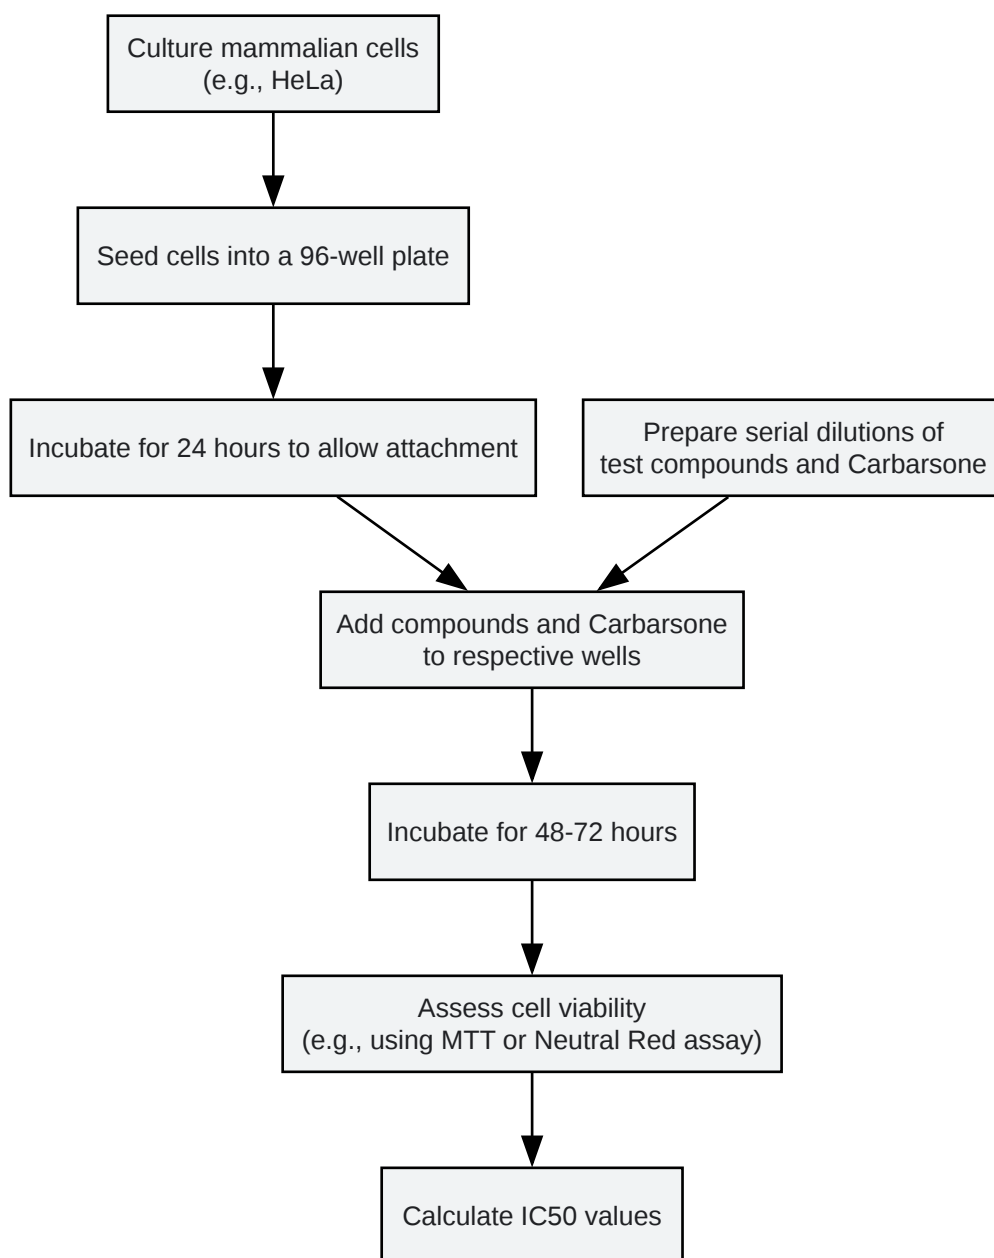 Culture mammalian cells
(e.g., HeLa)
Seed cells into a 96-well plate
Incubate for 24 hours to allow attachment
Prepare serial dilutions of
test compounds and Carbarsone
Add compounds and Carbarsone
to respective wells
Incubate for 48-72 hours
Assess cell viability
(e.g., using MTT or Neutral Red assay)
Calculate IC50 values